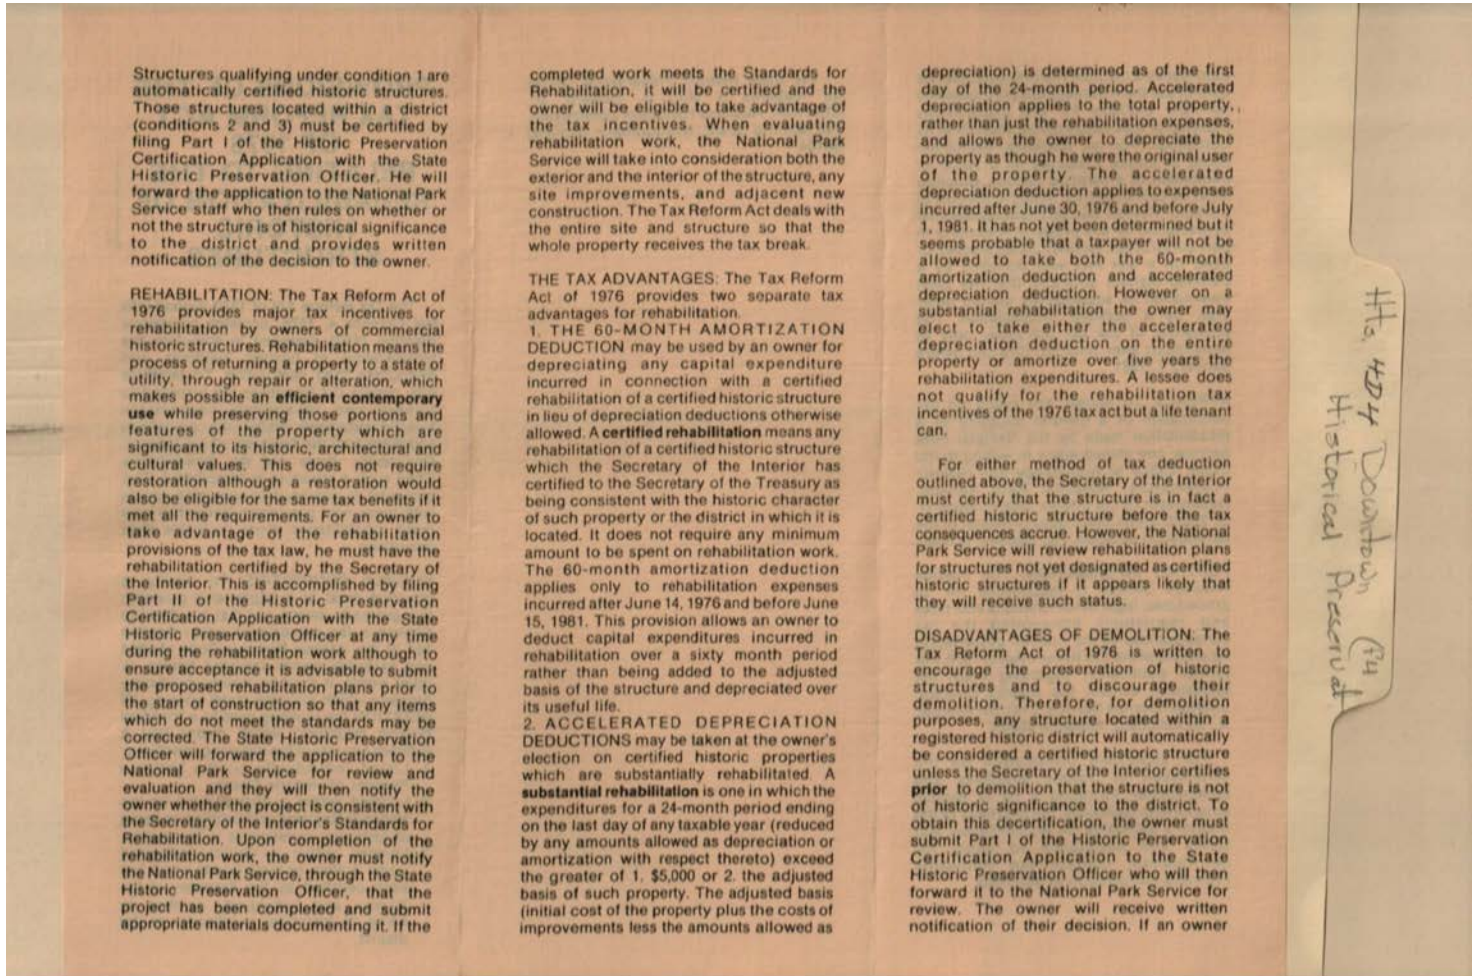 Structures qualifying under condition 1 are
automatically certified historic structures.
Those structures located within a district
(conditions 2 and 3) must be certified by
filing Part I of the Historic Preservation
Certification Application with the State
Historic Preservation Officer. He will
forward the application to the National Park
Service staff who then rules on whether or
not the structure is of historical significance
to the district and provides written
notification of the decision to the owner.
REHABILITATION: The Tax Reform Act of
1976 provides major tax incentives for
rehabilitation by owners of commercial
historic structures. Rehabilitation means the
process of returning a property to a state of
utility, through repair or alteration, which
makes possible an efficient contemporary
use while preserving those portions and
features of the property which are
significant to its historic, architectural and
cultural values. This does not require
restoration although a restoration would
also be eligible for the same tax benefits if it
met all the requirements. For an owner to
take advantage of the rehabilitation
provisions of the tax law, he must have the
rehabilitation certified by the Secretary of
the Interior. This is accomplished by filing
Part II of the Historic Preservation
Certification Application with the State
Historic Preservation Officer at any time
during the rehabilitation work although to
ensure acceptance it is advisable to submit
the proposed rehabilitation plans prior to
the start of construction so that any items
which do not meet the standards may be
corrected. The State Historic Preservation
Officer will forward the application to the
National Park Service for review and
evaluation and they will then notify the
owner whether the project is consistent with
the Secretary of the Interior's Standards for
Rehabilitation. Upon completion of the
rehabilitation work, the owner must notify
the National Park Service, through the State
Historic Preservation Officer, that the
project has been completed and submit
appropriate materials documenting it. If the
completed work meets the Standards for
Rehabilitation, it will be certified and the
owner will be eligible to take advantage of
the tax incentives. When evaluating
rehabilitation work, the National Park
Service will take into consideration both the
exterior and the interior of the structure, any
site improvements, and adjacent new
construction. The Tax Reform Act deals with
the entire site and structure so that the
whole property receives the tax break.
THE TAX ADVANTAGES: The Tax Reform
Act of 1976 provides two separate tax
advantages for rehabilitation.
1. THE 60-MONTH AMORTIZATION
DEDUCTION may be used by an owner for
depreciating any capital expenditure
incurred in connection with a certified
rehabilitation of a certified historic structure
in lieu of depreciation deductions otherwise
allowed. A certified rehabilitation means any
rehabilitation of a certified historic structure
which the Secretary of the Interior has
certified to the Secretary of the Treasury as
being consistent with the historic character
of such property or the district in which it is
located. It does not require any minimum
amount to be spent on rehabilitation work.
The 60-month amortization deduction
applies only to rehabilitation expenses
incurred after June 14, 1976 and before June
15, 1981. This provision allows an owner to
deduct capital expenditures incurred in
rehabilitation over a sixty month period
rather than being added to the adjusted
basis of the structure and depreciated over
its useful life.
2. ACCELERATED DEPRECIATION
DEDUCTIONS may be taken at the owner's
election on certified historic properties
which are substantially rehabilitated. A
substantial rehabilitation is one in which the
expenditures for a 24-month period ending
on the last day of any taxable year (reduced
by any amounts allowed as depreciation or
amortization with respect thereto) exceed
the greater of 1. $5,000 or 2. the adjusted
basis of such property. The adjusted basis
(initial cost of the property plus the costs of
improvements less the amounts allowed as
depreciation) is determined as of the first
day of the 24-month period. Accelerated
depreciation applies to the total property,
rather than just the rehabilitation expenses,
and allows the owner to depreciate the
property as though he were the original user
of the property. The accelerated
depreciation deduction applies to expenses
incurred after June 30, 1976 and before July
1, 1981. It has not yet been determined but it
seems probable that a taxpayer will not be
allowed to take both the 60-month
amortization deduction and accelerated
depreciation deduction. However on a
substantial rehabilitation the owner may
elect to take either the accelerated
depreciation deduction on the entire
property or amortize over five years the
rehabilitation expenditures. A lessee does
not qualify for the rehabilitation tax
incentives of the 1976 tax act but a life tenant
can.
For either method of tax deduction
outlined above, the Secretary of the Interior
must certify that the structure is in fact a
certified historic structure before the tax
consequences accrue. However, the National
Park Service will review rehabilitation plans
for structures not yet designated as certified
historic structures if it appears likely that
they will receive such status.
DISADVANTAGES OF DEMOLITION: The
Tax Reform Act of 1976 is written to
encourage the preservation of historic
structures and to discourage their
demolition. Therefore, for demolition
purposes, any structure located within a
registered historic district will automatically
be considered a certified historic structure
unless the Secretary of the Interior certifies
prior to demolition that the structure is not
of historic significance to the district. To
obtain this decertification, the owner must
submit Part I of the Historic Perservation
Certification Application to the State
Historic Preservation Officer who will then
forward it to the National Park Service for
review. The owner will receive written
notification of their decision. If an owner
Downtown
Historical Preservat